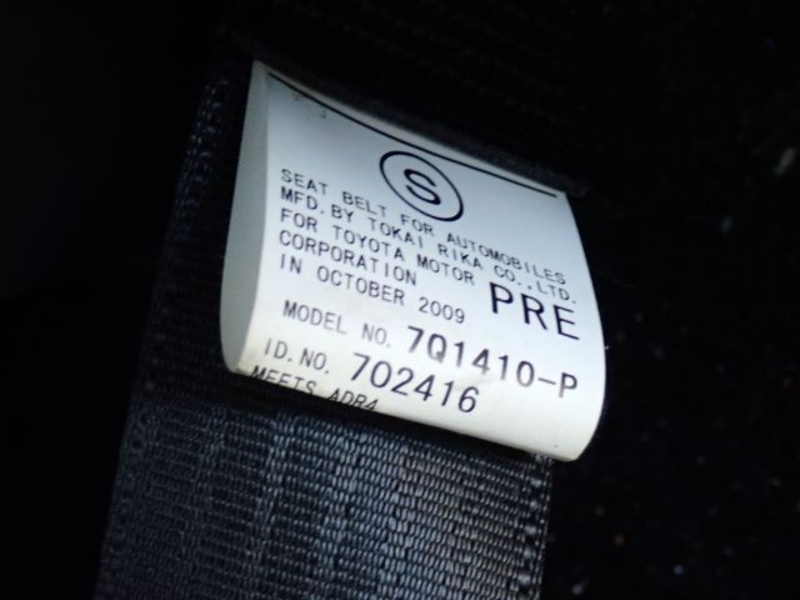 S
SEAT BELT FOR AUTOMOBILES
MFD. BY TOKAI RIKA CO.,LTD.
FOR TOYOTA MOTOR
CORPORATION
IN OCTOBER 2009 PRE
MODEL NO. 7Q1410-P
ID.NO. 702416
MEETS ADR4